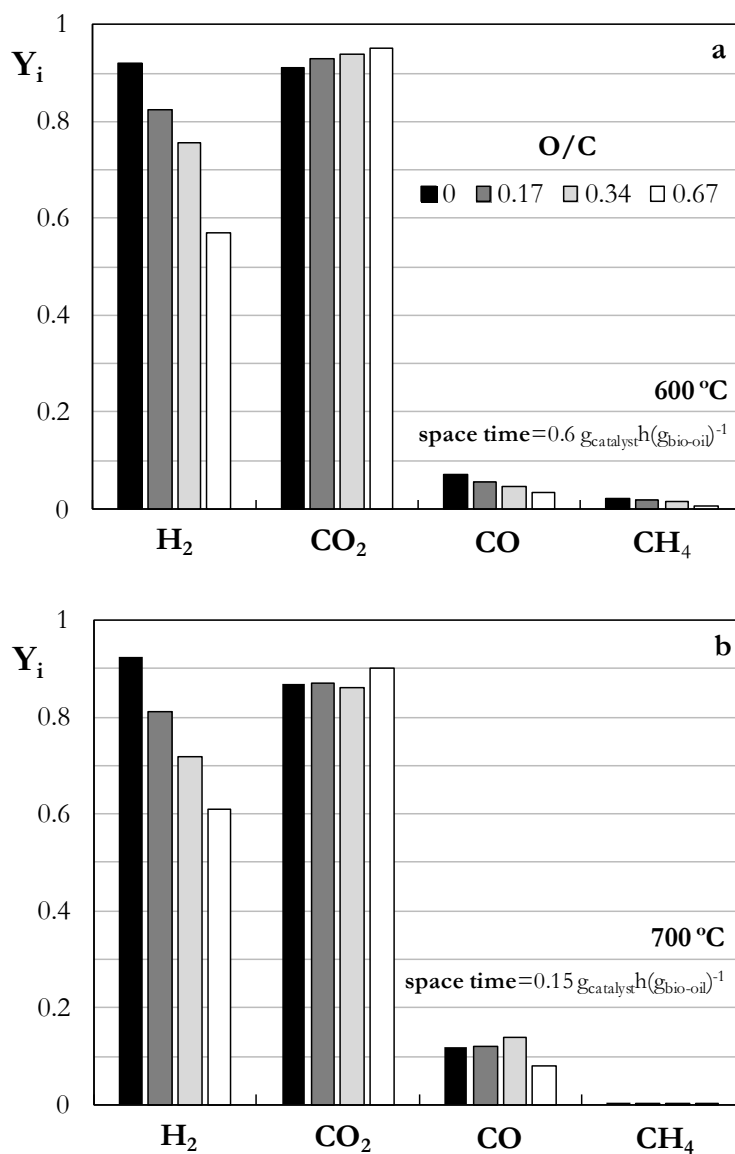 1
a
Yᵢ
0.8
O/C
0 0.17 0.34 0.67
0.6
0.4
600 ºC
0.2
space time=0.6 g_catalyst h(g_bio-oil)⁻¹
0
H₂ CO₂ CO CH₄
1
b
Yᵢ
0.8
0.6
0.4
700 ºC
space time=0.15 g_catalyst h(g_bio-oil)⁻¹
0.2
0
H₂ CO₂ CO CH₄